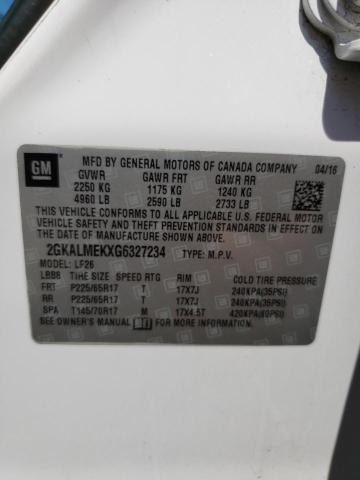 GM
MFD BY GENERAL MOTORS OF CANADA COMPANY 04/16
GVWR GAWR FRT GAWR RR
2250 KG 1175 KG 1240 KG
4960 LB 2590 LB 2733 LB
THIS VEHICLE CONFORMS TO ALL APPLICABLE U.S.
FEDERAL MOTOR VEHICLE SAFETY, BUMPER, AND
THEFT PREVENTION STANDARDS IN EFFECT ON THE
DATE OF MANUFACTURE SHOWN ABOVE.
2GKALMEKXG6327234 TYPE: M.P.V.
MODEL: LF26
LRBB TIRE SIZE SPEED RTG RIM COLD TIRE PRESSURE
FRT P225/65R17 T 17X7J 240KPA(35PSI)
RR P225/65R17 T 17X7J 240KPA(35PSI)
SPA T145/70R17 M 17X4.5T 420KPA(60PSI)
SEE OWNER'S MANUAL FOR ADDITIONAL INFORMATION